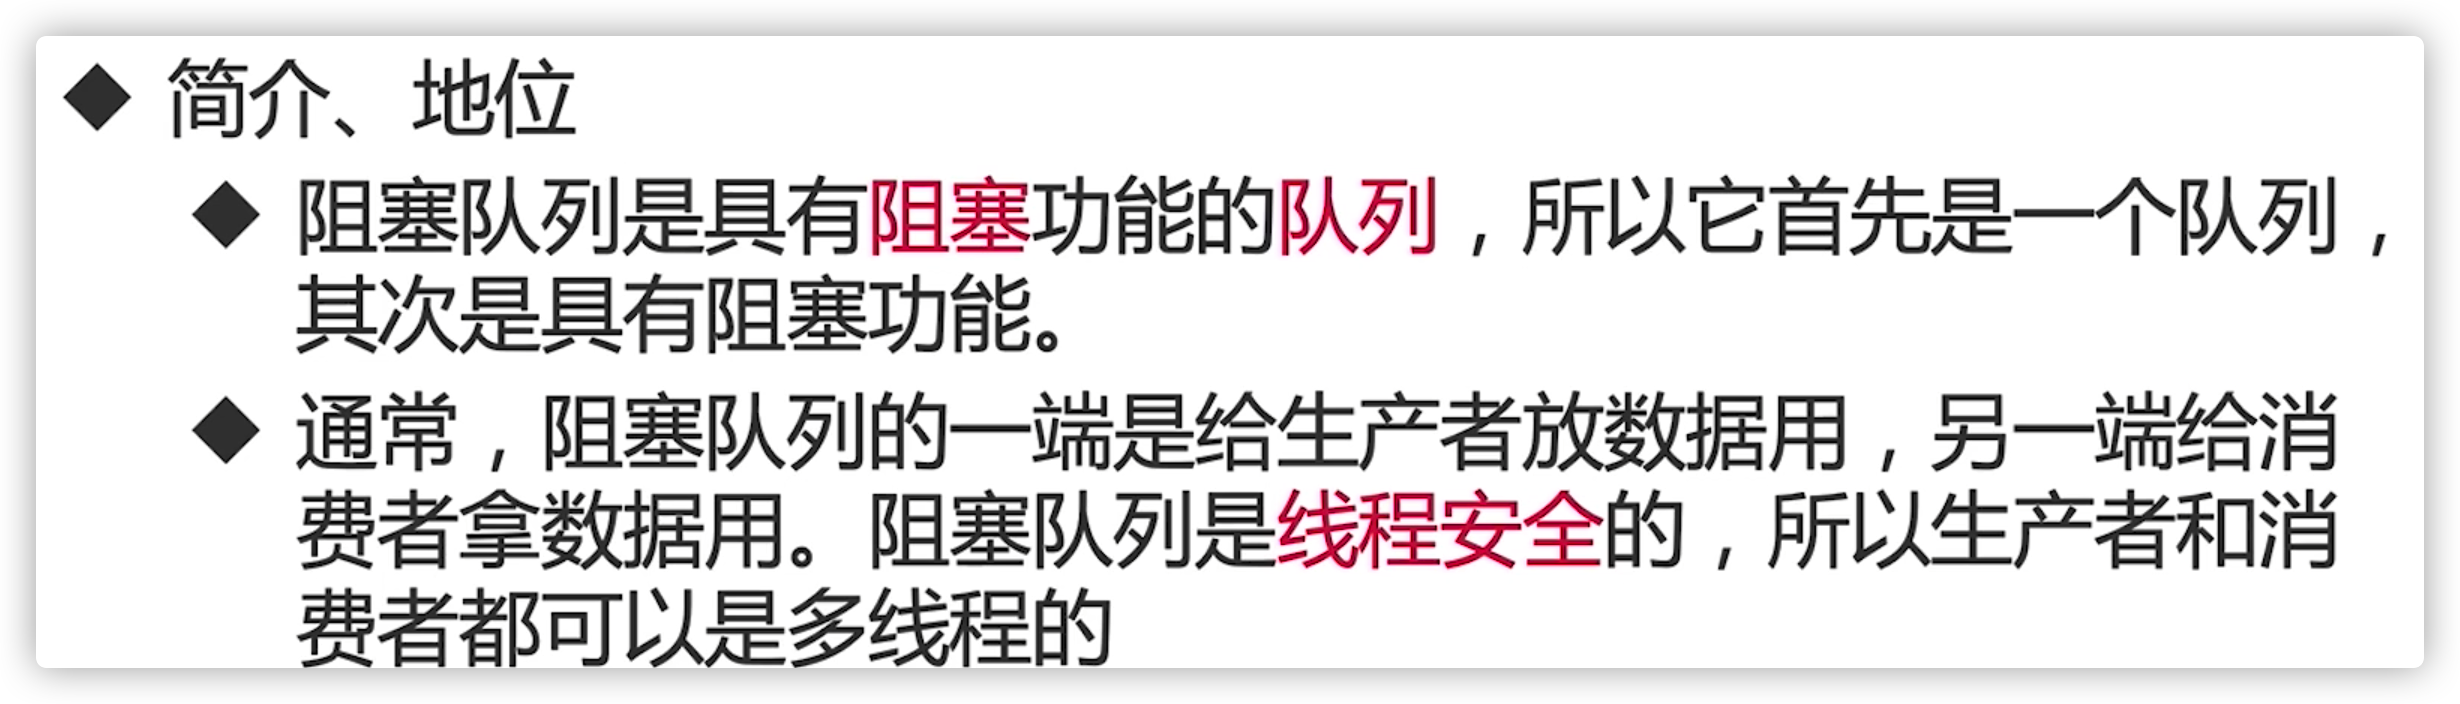 ◆ 简介、地位
◆ 阻塞队列是具有阻塞功能的队列，所以它首先是一个队列，
其次是具有阻塞功能。
◆ 通常，阻塞队列的一端是给生产者放数据用，另一端给消
费者拿数据用。阻塞队列是线程安全的，所以生产者和消
费者都可以是多线程的